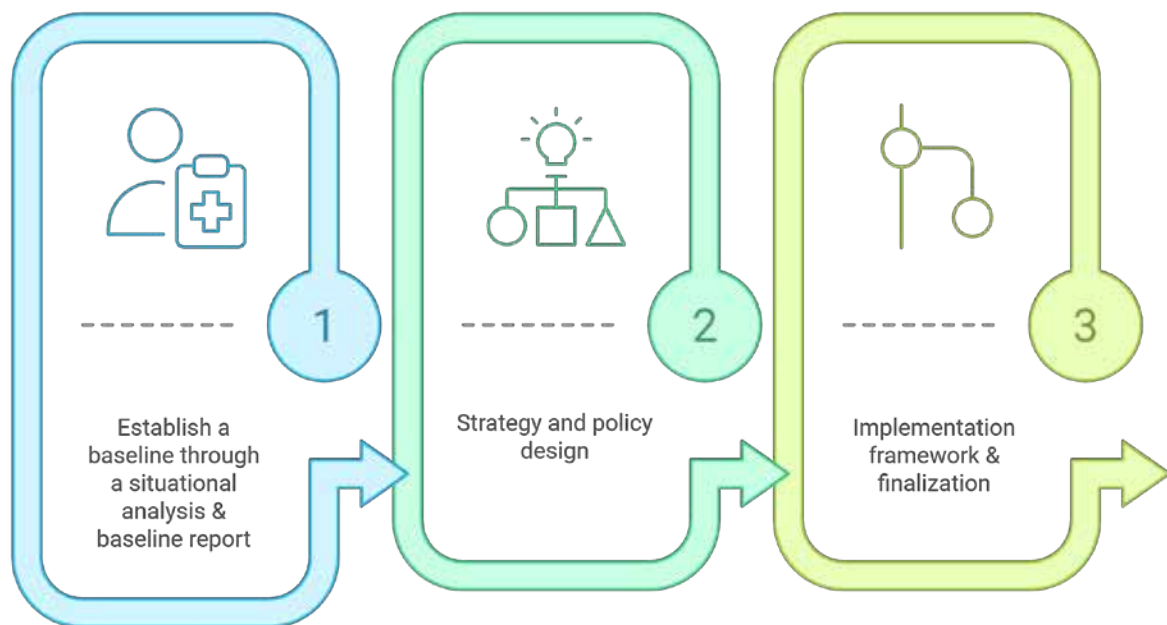 1
Establish a
baseline through
a situational
analysis &
baseline report
2
Strategy and policy
design
3
Implementation
framework &
finalization